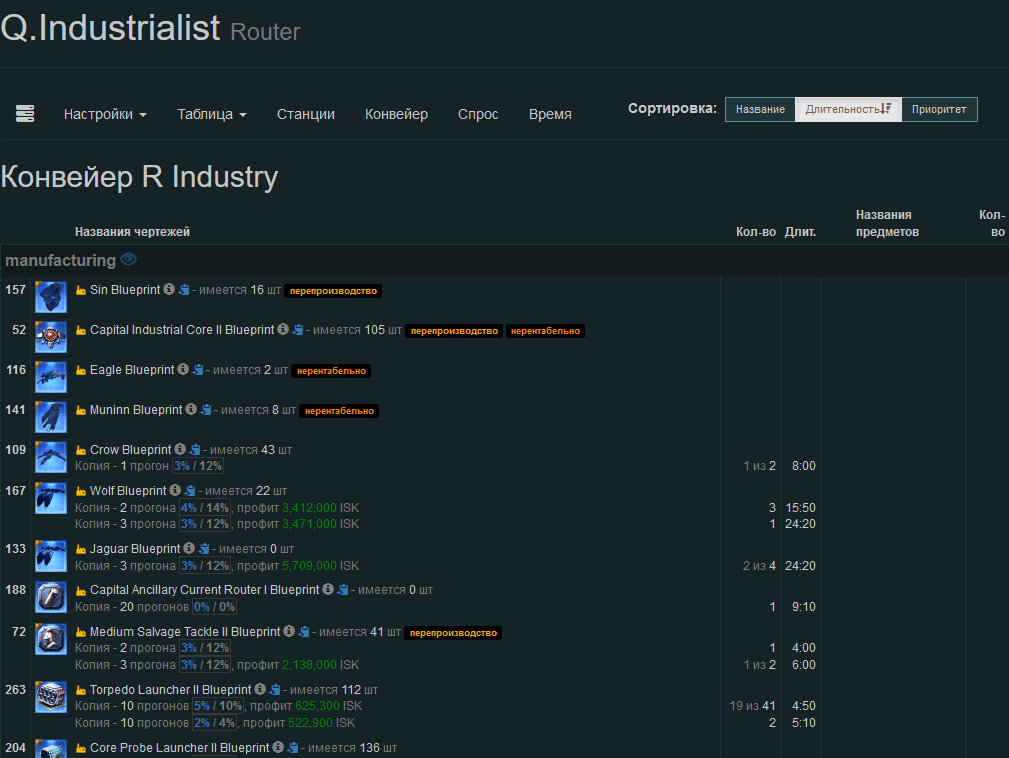 Q.Industrialist Router
Настройки Таблица Станции Конвейер Спрос Время Сортировка: Название Длительность Приоритет
Конвейер R Industry
Названия чертежей Кол-во Длит. Названия предметов Кол-во
manufacturing
157 Sin Blueprint - имеется 16 шт перепроизводство
52 Capital Industrial Core II Blueprint - имеется 105 шт перепроизводство нерентабельно
116 Eagle Blueprint - имеется 2 шт нерентабельно
141 Muninn Blueprint - имеется 8 шт нерентабельно
109 Crow Blueprint - имеется 43 шт
Копия - 1 прогон 3% / 12% 1 из 2 8:00
167 Wolf Blueprint - имеется 22 шт
Копия - 2 прогона 4% / 14%, профит 3,412,000 ISK 3 15:50
Копия - 3 прогона 3% / 12%, профит 3,471,000 ISK 1 24:20
133 Jaguar Blueprint - имеется 0 шт
Копия - 3 прогона 3% / 12%, профит 5,709,000 ISK 2 из 4 24:20
188 Capital Ancillary Current Router I Blueprint - имеется 0 шт
Копия - 20 прогонов 0% / 0% 1 9:10
72 Medium Salvage Tackle II Blueprint - имеется 41 шт перепроизводство
Копия - 2 прогона 3% / 12% 1 4:00
Копия - 3 прогона 3% / 12%, профит 2,138,000 ISK 1 из 2 6:00
263 Torpedo Launcher II Blueprint - имеется 112 шт
Копия - 10 прогонов 5% / 10%, профит 625,300 ISK 19 из 41 4:50
Копия - 10 прогонов 2% / 4%, профит 522,900 ISK 2 5:10
204 Core Probe Launcher II Blueprint - имеется 136 шт